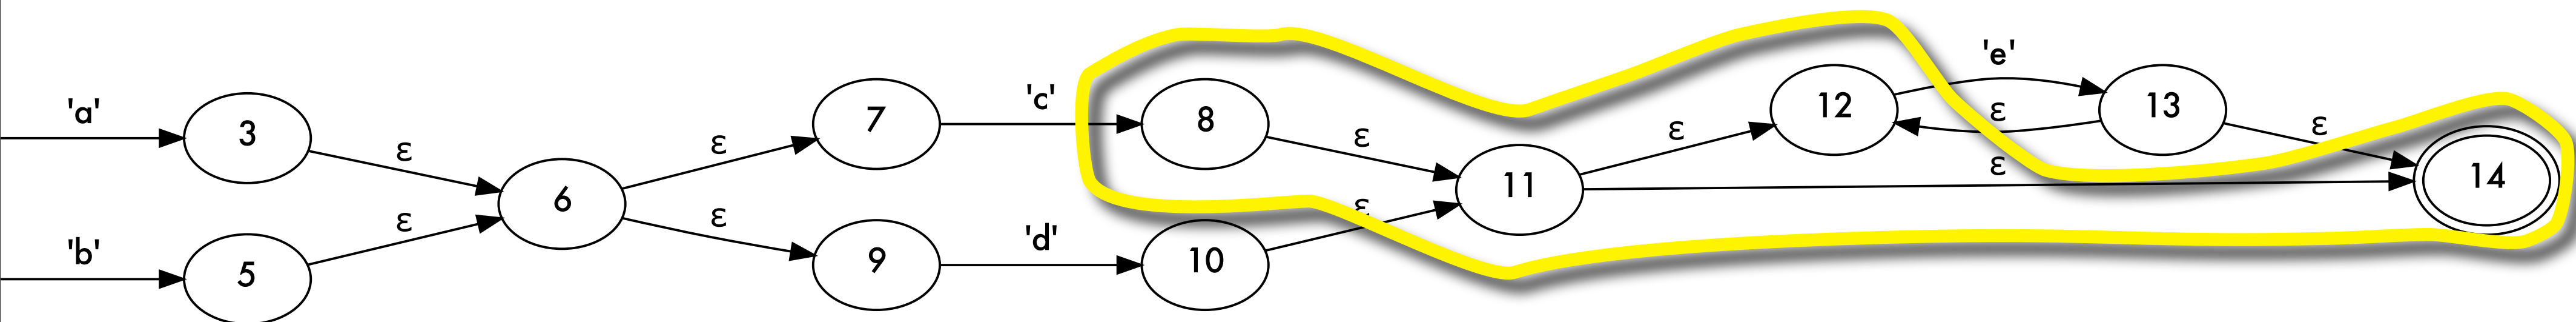 'a' 3 ε 6 ε 7 'c' 8 ε 11 ε 12 'e' 13 ε 14
ε
ε
'b' 5 ε ε 9 'd' 10 ε